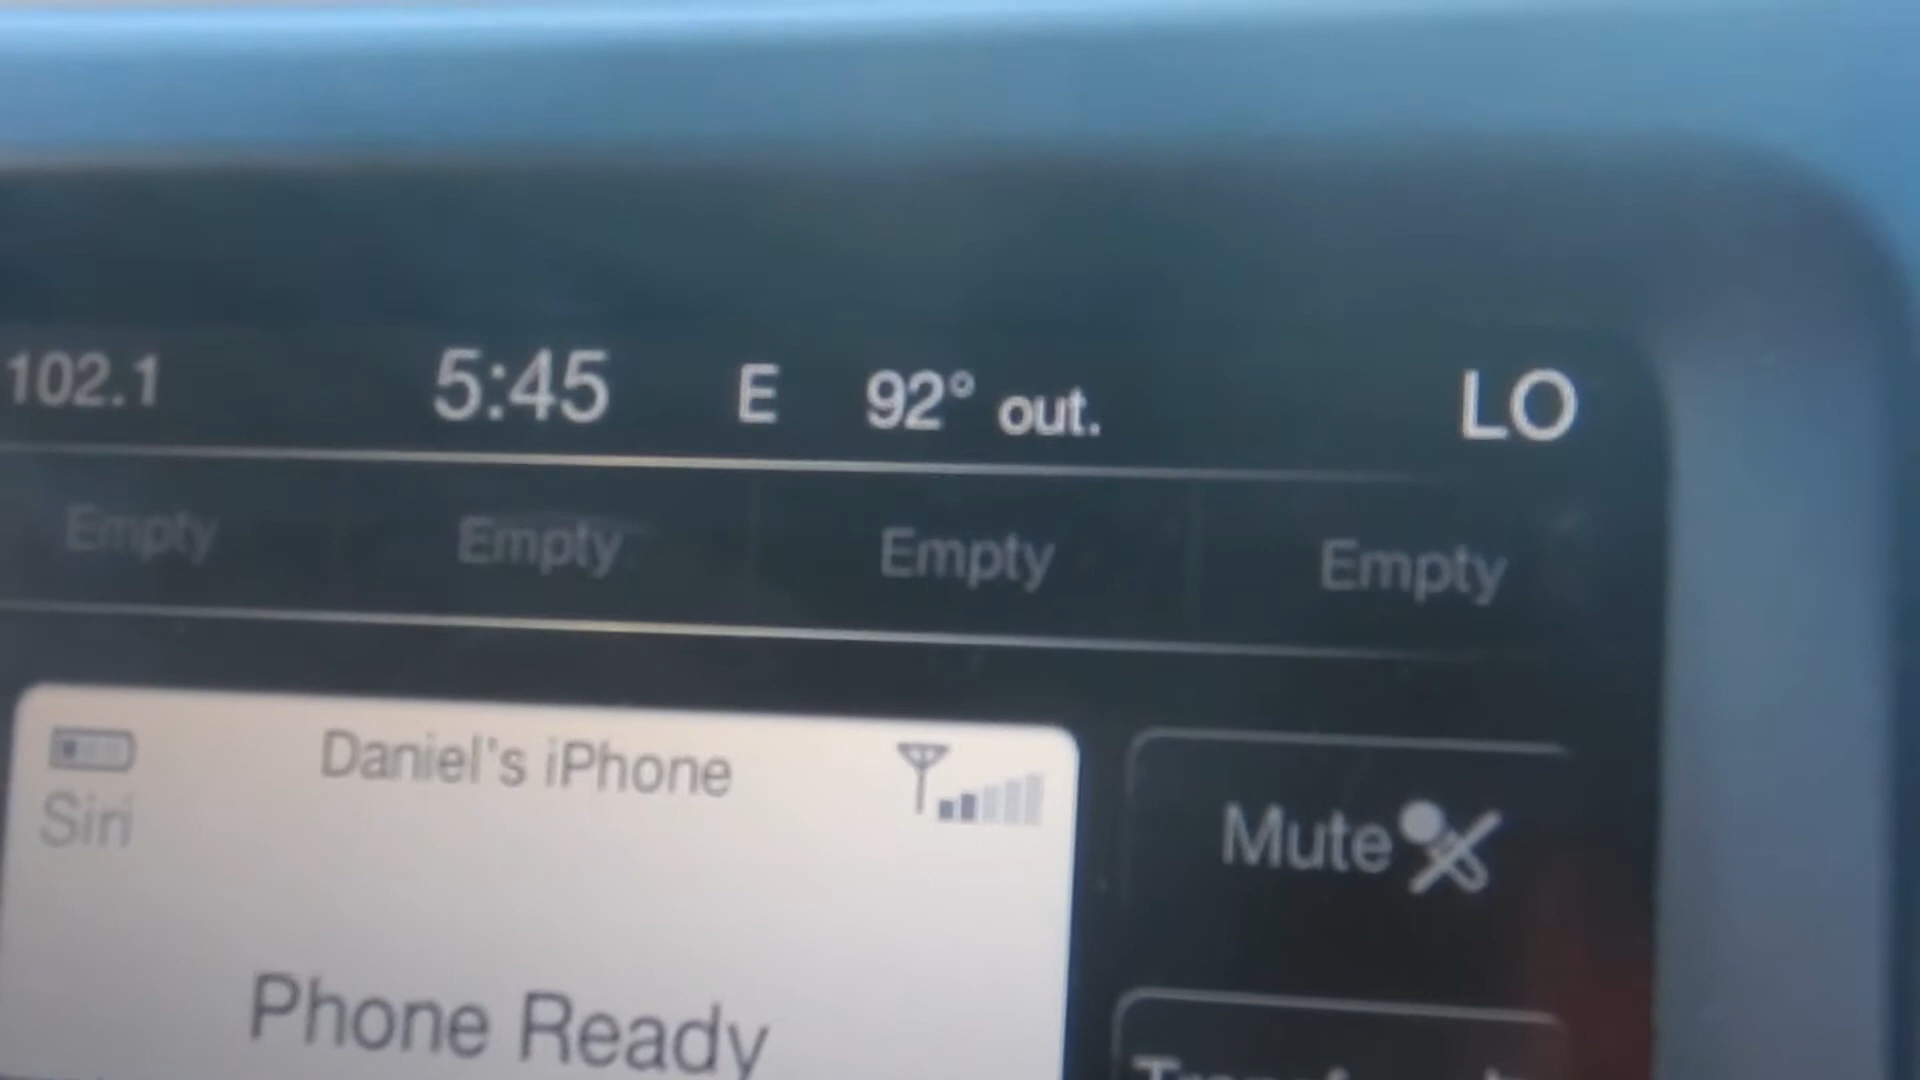 102.1 5:45 E 92° out. LO
Empty Empty Empty Empty
Daniel's iPhone
Siri
Mute
Phone Ready